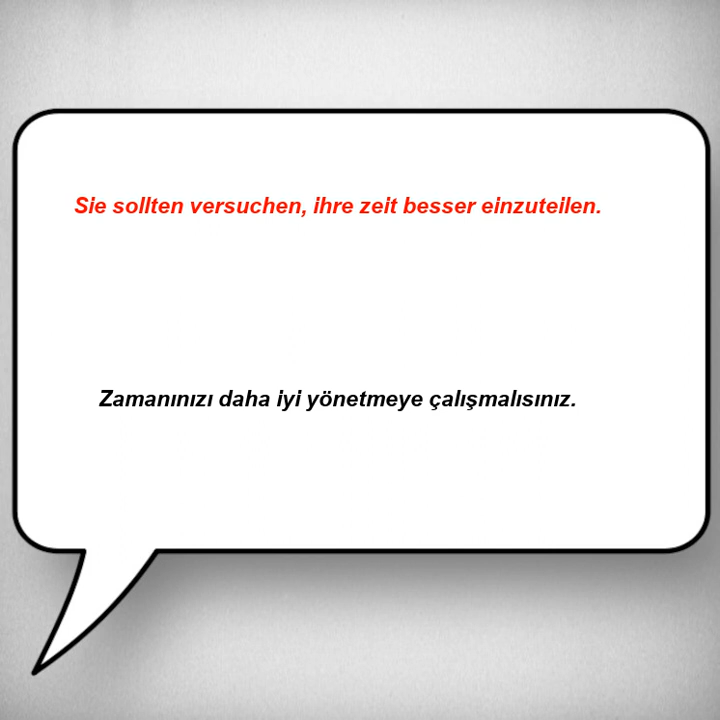 Sie sollten versuchen, ihre zeit besser einzuteilen.
Zamanınızı daha iyi yönetmeye çalışmalısınız.